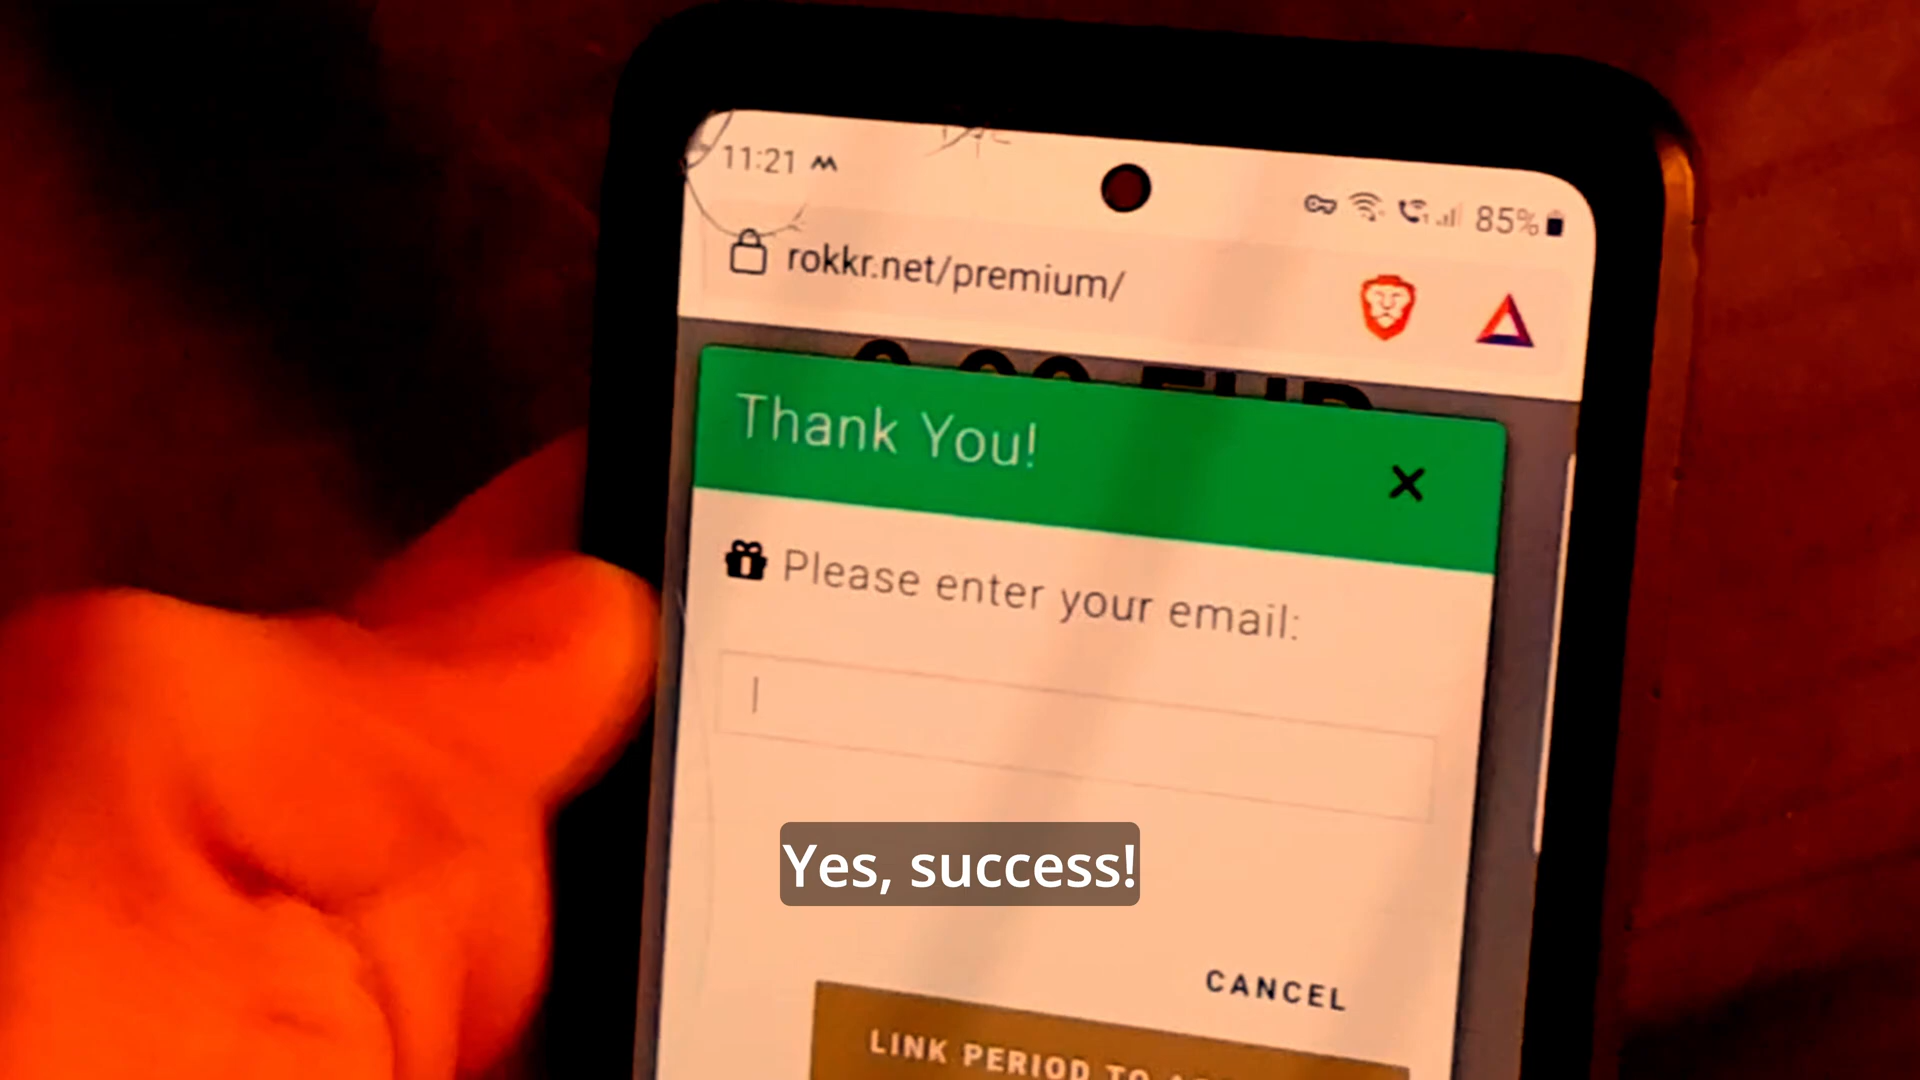 11:21
85%
rokkr.net/premium/
Thank You!
Please enter your email:
Yes, success!
CANCEL
LINK PERIOD TO